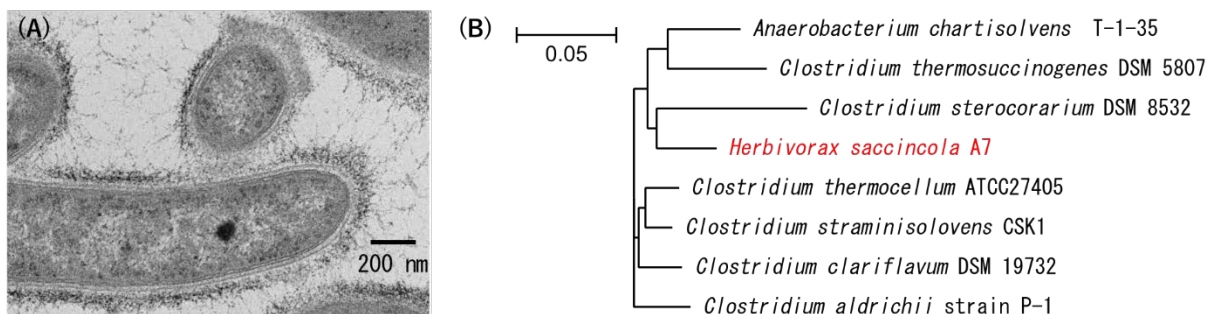 (A)
200 nm
(B)
0.05
Anaerobacterium chartisolvens T-1-35
Clostridium thermosuccinogenes DSM 5807
Clostridium sterocorarium DSM 8532
Herbivorax saccincola A7
Clostridium thermocellum ATCC27405
Clostridium straminisolovens CSK1
Clostridium clariflavum DSM 19732
Clostridium aldrichii strain P-1